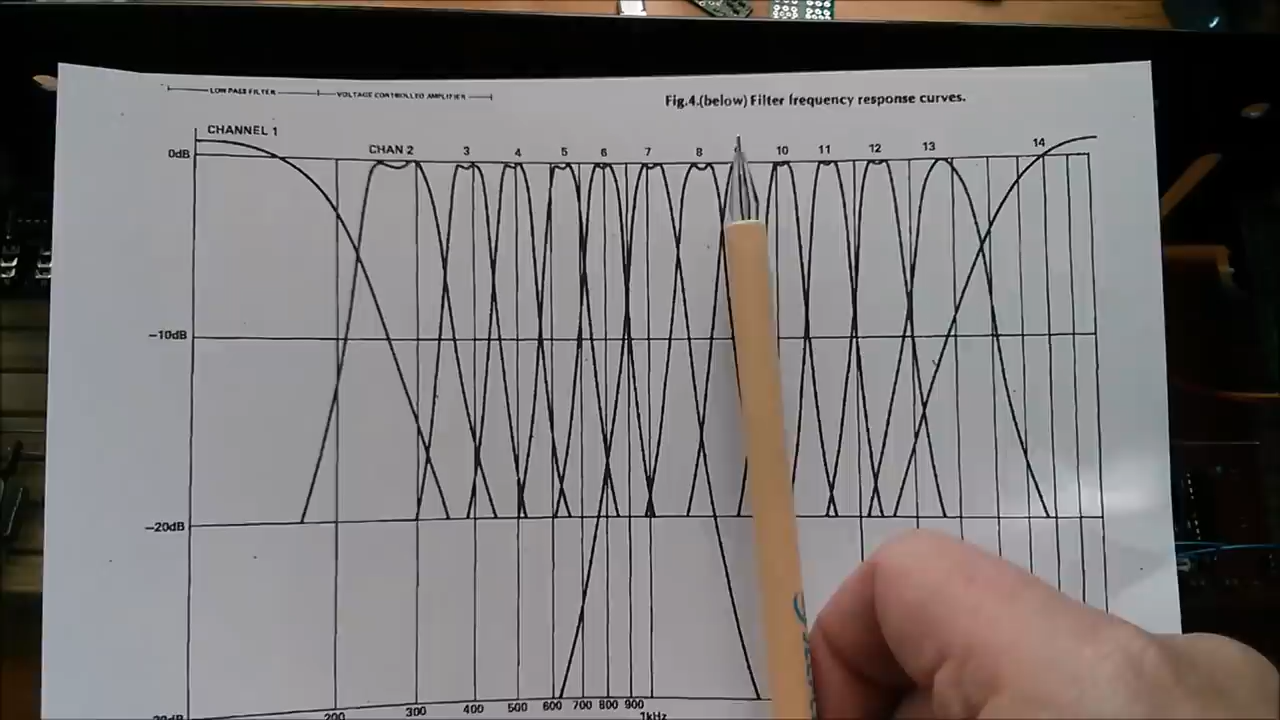 LOW PASS FILTER VOLTAGE CONTROLLED AMPLIFIER
Fig.4.(below) Filter frequency response curves.
CHANNEL 1
0dB CHAN 2 3 4 5 6 7 8 10 11 12 13 14
−10dB
−20dB
200 300 400 500 600 700 800 900 1kHz